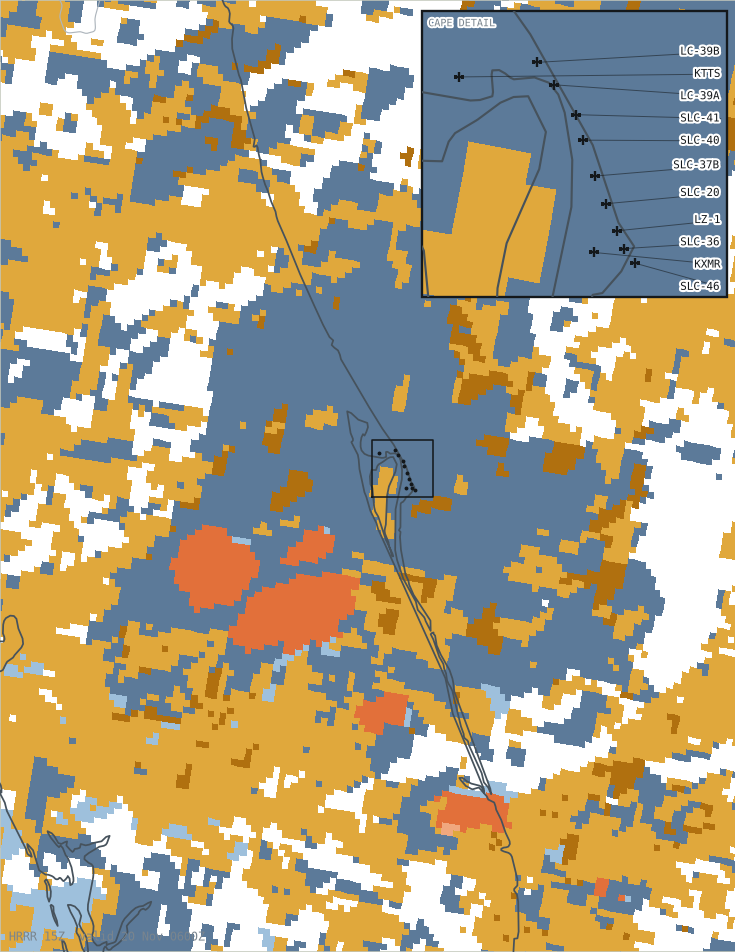 CAPE DETAIL
LC-39B
KTTS
LC-39A
SLC-41
SLC-40
SLC-37B
SLC-20
LZ-1
SLC-36
KXMR
SLC-46
HRRR 15Z Nov